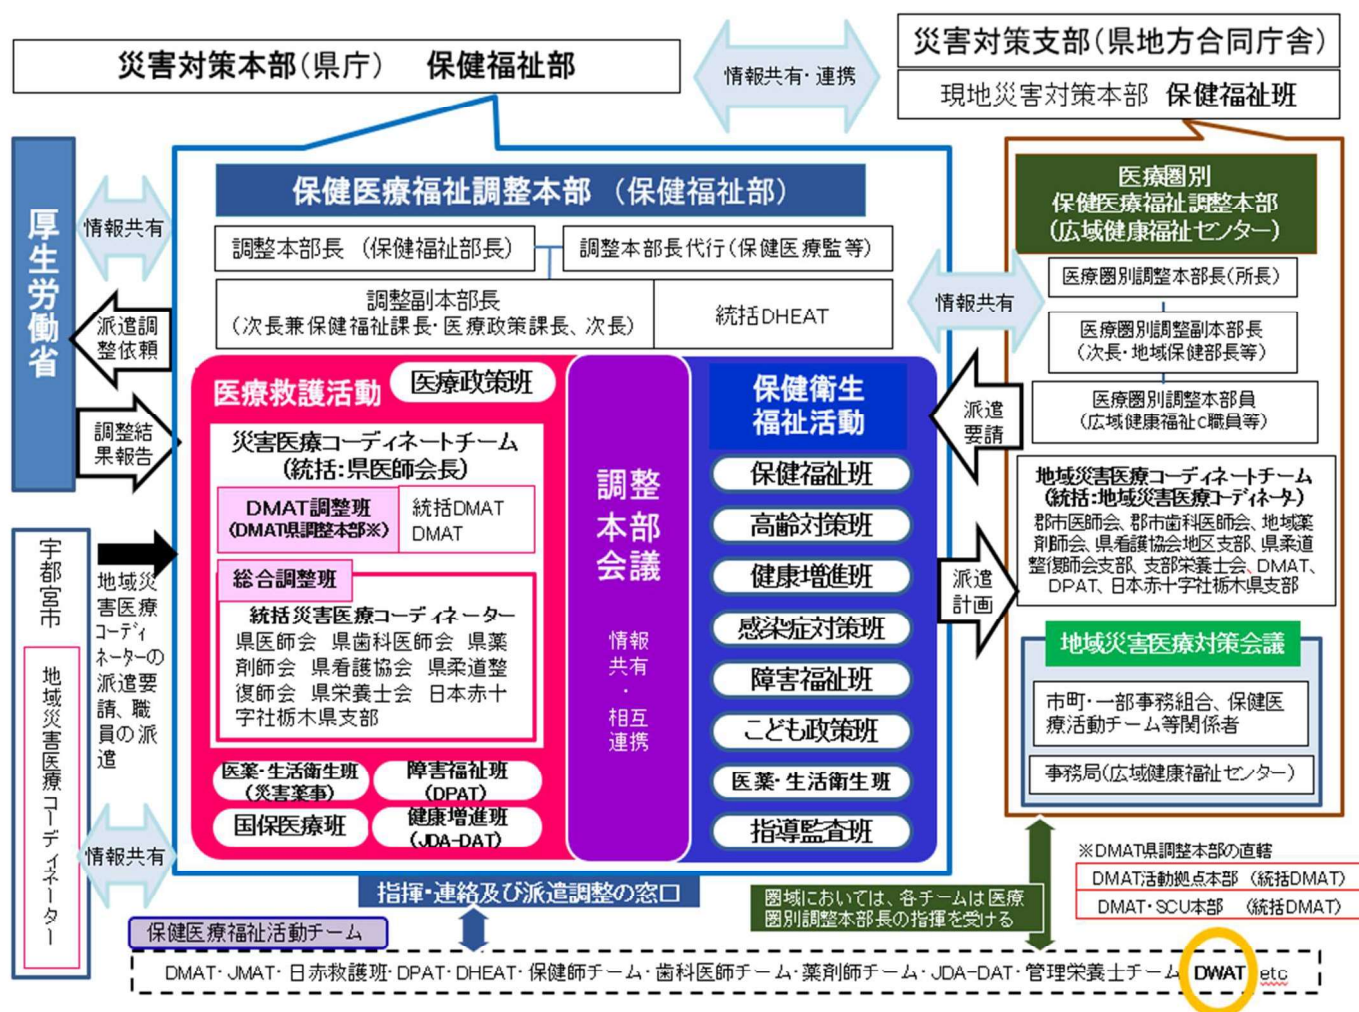 災害対策本部(県庁) 保健福祉部
情報共有・連携
災害対策支部(県地方合同庁舎)
現地災害対策本部 保健福祉班
厚生労働省
情報共有
派遣調
整依頼
調整結
果報告
保健医療福祉調整本部 (保健福祉部)
調整本部長 (保健福祉部長)
調整本部長代行(保健医療監等)
調整副本部長
(次長兼保健福祉課長・医療政策課長、次長)
統括DHEAT
医療救護活動
医療政策班
災害医療コーディネートチーム
(統括:県医師会長)
DMAT調整班
(DMAT県調整本部※)
統括DMAT
DMAT
総合調整班
統括災害医療コーディネーター
県医師会 県歯科医師会 県薬
剤師会 県看護協会 県柔道整
復師会 県栄養士会 日本赤十
字社栃木県支部
医薬・生活衛生班
(災害薬事)
障害福祉班
(DPAT)
国保医療班
健康増進班
(JDA-DAT)
調整
本部
会議
情報
共有
・
相互
連携
保健衛生
福祉活動
保健福祉班
高齢対策班
健康増進班
感染症対策班
障害福祉班
こども政策班
医薬・生活衛生班
指導監査班
情報共有
派遣
要請
派遣
計画
医療圏別
保健医療福祉調整本部
(広域健康福祉センター)
医療圏別調整本部長(所長)
医療圏別調整副本部長
(次長・地域保健部長等)
医療圏別調整本部員
(広域健康福祉C職員等)
地域災害医療コーディネートチーム
(統括:地域災害医療コーディネータ)
郡市医師会、郡市歯科医師会、地域薬
剤師会、県看護協会地区支部、県柔道
整復師会支部、支部栄養士会、DMAT、
DPAT、日本赤十字社栃木県支部
地域災害医療対策会議
市町・一部事務組合、保健医
療活動チーム等関係者
事務局(広域健康福祉センター)
宇都宮市
地域災害医療コーディネーター
地域災
害医療
コーディ
ネーターの
派遣要
請、職
員の派
遣
情報共有
指揮・連絡及び派遣調整の窓口
圏域においては、各チームは医療
圏別調整本部長の指揮を受ける
※DMAT県調整本部の直轄
DMAT活動拠点本部 (統括DMAT)
DMAT・SCU本部 (統括DMAT)
保健医療福祉活動チーム
DMAT・JMAT・日赤救護班・DPAT・DHEAT・保健師チーム・歯科医師チーム・薬剤師チーム・JDA-DAT・管理栄養士チーム DWAT etc